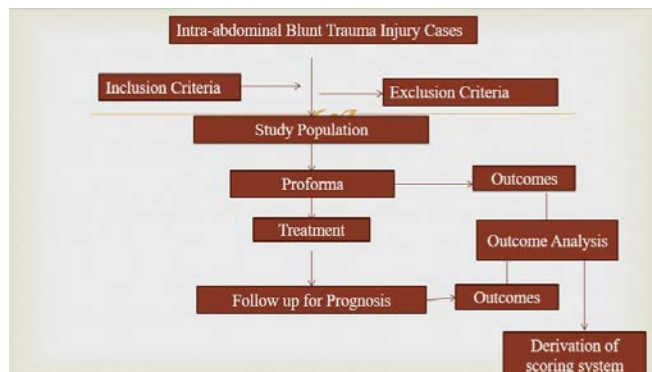 Intra-abdominal Blunt Trauma Injury Cases
Inclusion Criteria
Exclusion Criteria
Study Population
Proforma
Outcomes
Treatment
Outcome Analysis
Follow up for Prognosis
Outcomes
Derivation of
scoring system